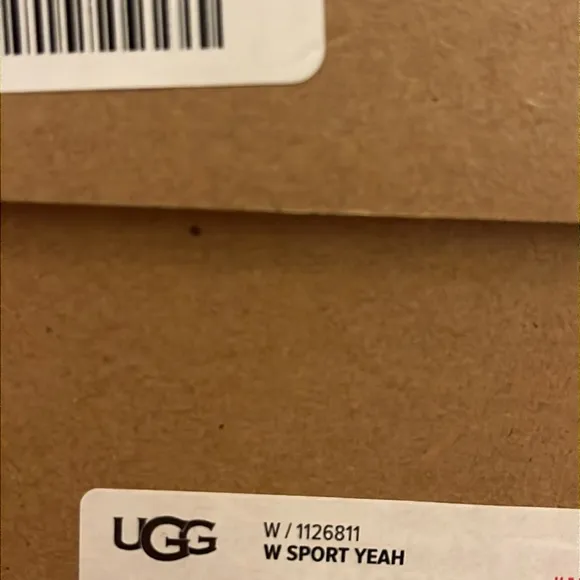 UGG
W / 1126811
W SPORT YEAH